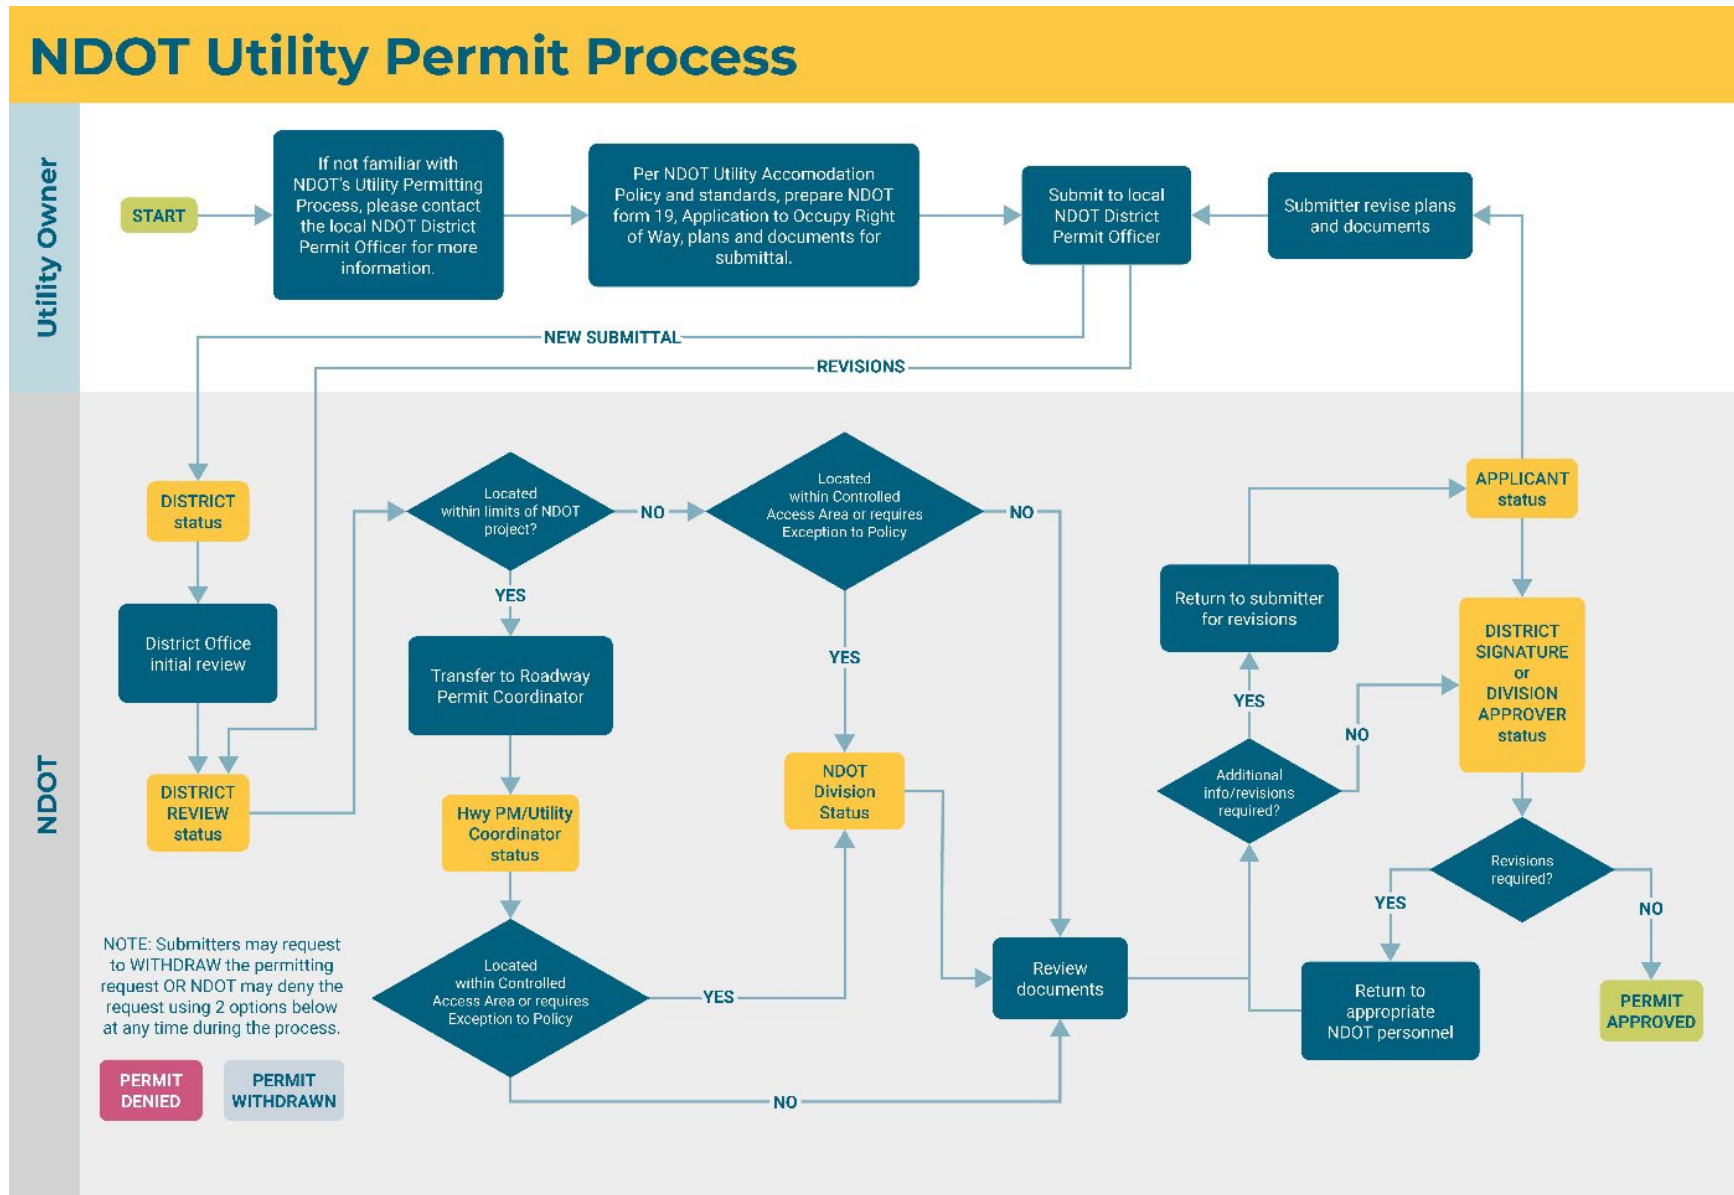 NDOT Utility Permit Process
Utility Owner
START
If not familiar with
NDOT's Utility Permitting
Process, please contact
the local NDOT District
Permit Officer for more
information.
Per NDOT Utility Accomodation
Policy and standards, prepare NDOT
form 19, Application to Occupy Right
of Way, plans and documents for
submittal.
Submit to local
NDOT District
Permit Officer
Submitter revise plans
and documents
NEW SUBMITTAL
REVISIONS
NDOT
DISTRICT
status
District Office
initial review
DISTRICT
REVIEW
status
Located
within limits of NDOT
project?
NO
YES
Transfer to Roadway
Permit Coordinator
Hwy PM/Utility
Coordinator
status
Located
within Controlled
Access Area or requires
Exception to Policy
YES
NO
Located
within Controlled
Access Area or requires
Exception to Policy
NO
YES
NDOT
Division
Status
Review
documents
Additional
info/revisions
required?
YES
NO
Return to submitter
for revisions
APPLICANT
status
DISTRICT
SIGNATURE
or
DIVISION
APPROVER
status
Revisions
required?
YES
NO
Return to
appropriate
NDOT personnel
PERMIT
APPROVED
NOTE: Submitters may request
to WITHDRAW the permitting
request OR NDOT may deny the
request using 2 options below
at any time during the process.
PERMIT
DENIED
PERMIT
WITHDRAWN